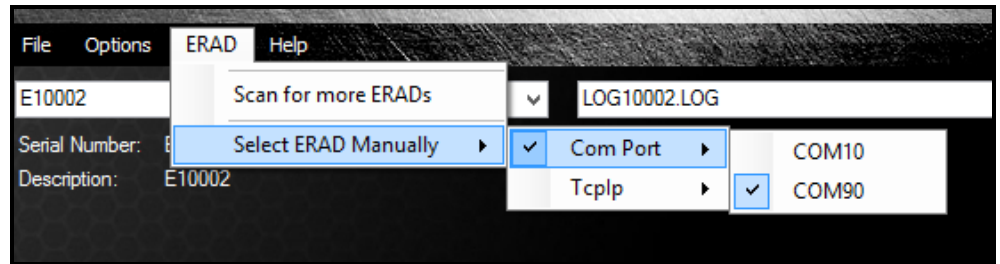 File Options ERAD Help
Scan for more ERADs
E10002 LOG10002.LOG
Select ERAD Manually Com Port COM10
Serial Number:
TcpIp COM90
Description: E10002